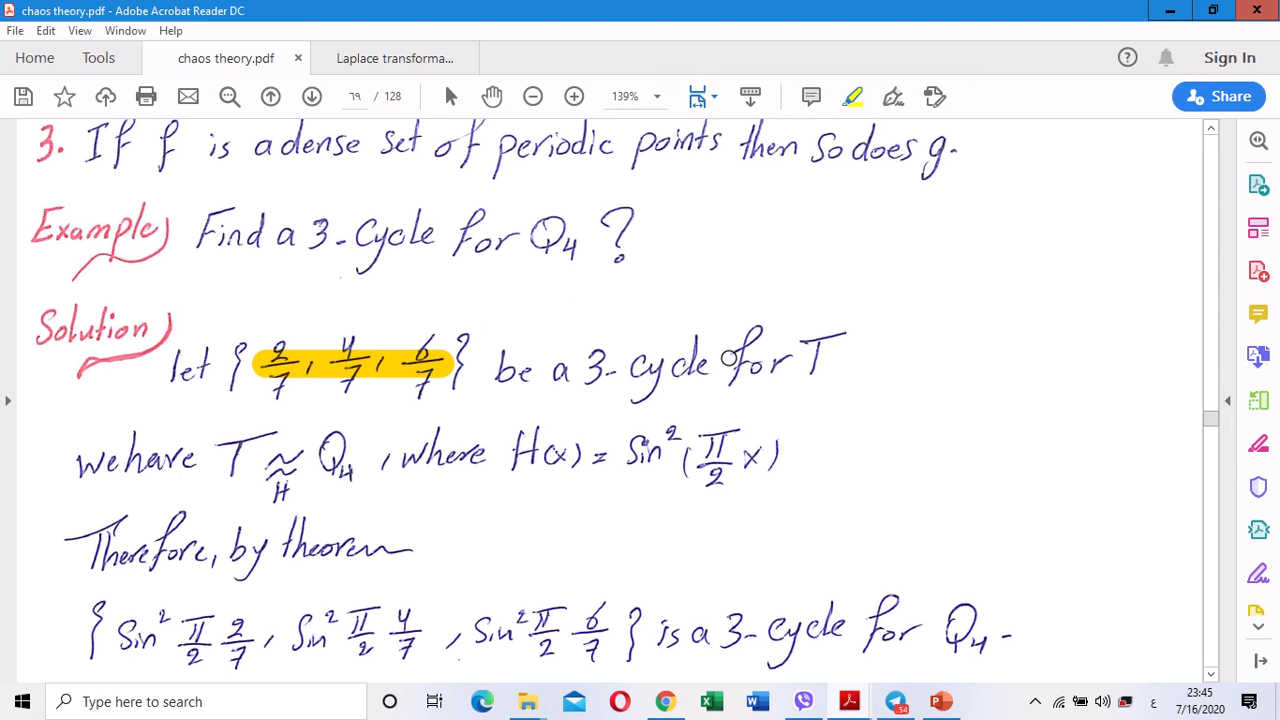 chaos theory.pdf - Adobe Acrobat Reader DC
File Edit View Window Help
Home Tools chaos theory.pdf × Laplace transforma... Sign In
٦٩ / 128 139% Share
3. If f is a dense set of periodic points then so does g.
Example) Find a 3-cycle for Q4 ?
Solution)
let { 2/7 , 4/7 , 6/7 } be a 3-cycle for T
we have T ≈H Q4 , where H(x) = Sin² (π/2 x)
Therefore, by theorem
{ Sin² π/2 2/7 , Sin² π/2 4/7 , Sin² π/2 6/7 } is a 3-cycle for Q4 -
Type here to search 54 ع 23:45
7/16/2020